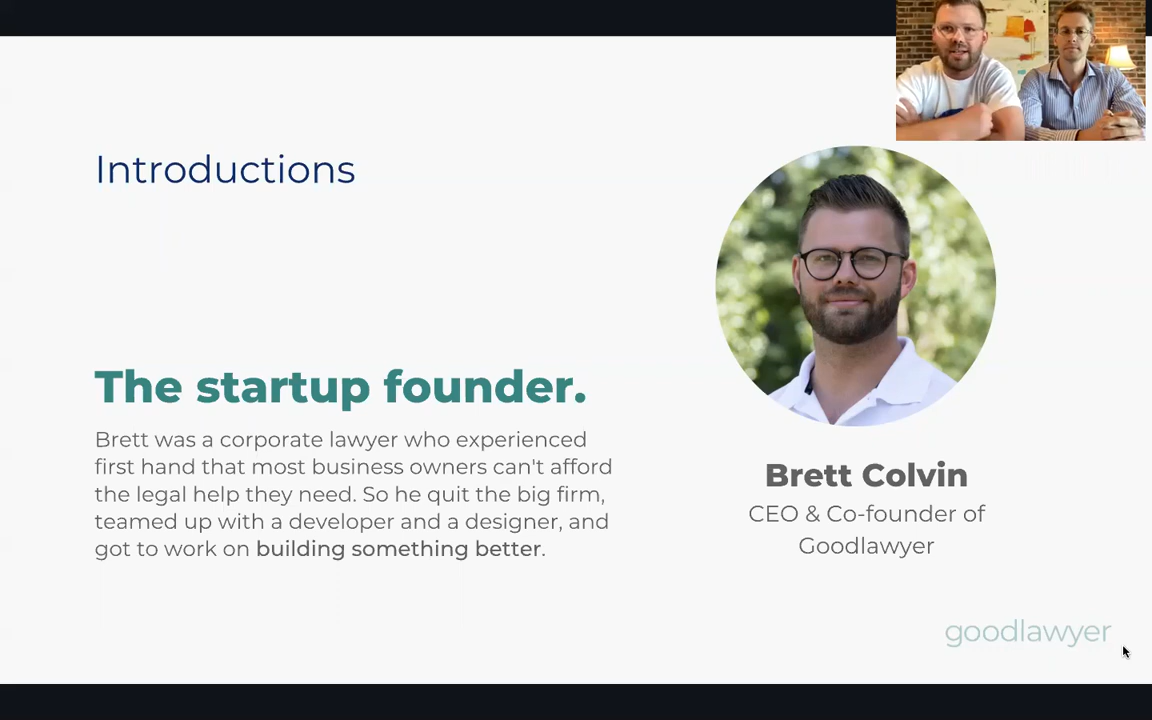 Introductions
The startup founder.
Brett was a corporate lawyer who experienced
first hand that most business owners can't afford
the legal help they need. So he quit the big firm,
teamed up with a developer and a designer, and
got to work on building something better.
Brett Colvin
CEO & Co-founder of
Goodlawyer
goodlawyer